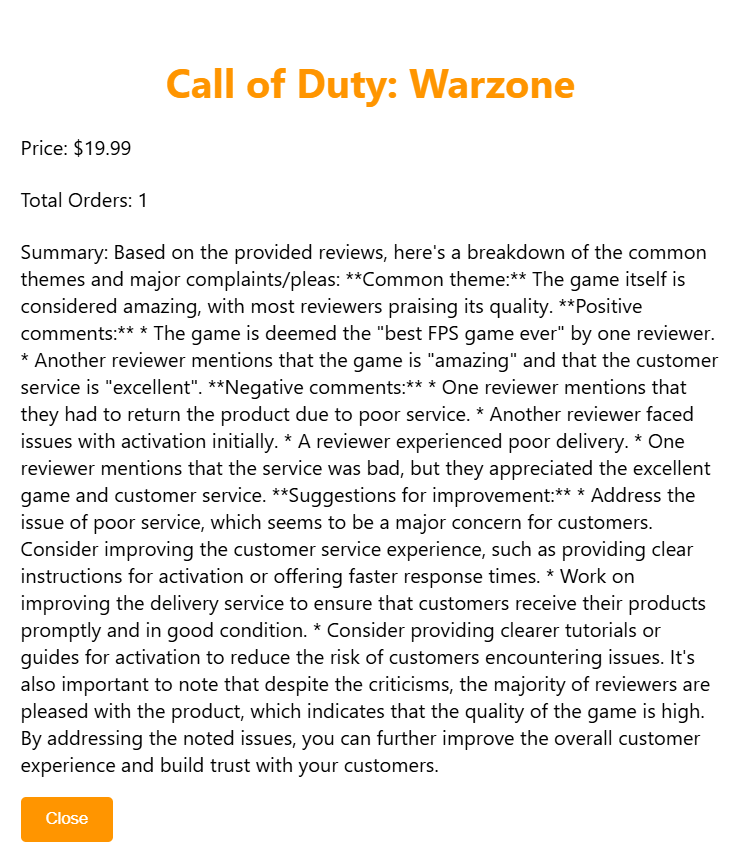 Call of Duty: Warzone
Price: $19.99
Total Orders: 1
Summary: Based on the provided reviews, here's a breakdown of the common
themes and major complaints/pleas: **Common theme:** The game itself is
considered amazing, with most reviewers praising its quality. **Positive
comments:** * The game is deemed the "best FPS game ever" by one reviewer.
* Another reviewer mentions that the game is "amazing" and that the customer
service is "excellent". **Negative comments:** * One reviewer mentions that
they had to return the product due to poor service. * Another reviewer faced
issues with activation initially. * A reviewer experienced poor delivery. * One
reviewer mentions that the service was bad, but they appreciated the excellent
game and customer service. **Suggestions for improvement:** * Address the
issue of poor service, which seems to be a major concern for customers.
Consider improving the customer service experience, such as providing clear
instructions for activation or offering faster response times. * Work on
improving the delivery service to ensure that customers receive their products
promptly and in good condition. * Consider providing clearer tutorials or
guides for activation to reduce the risk of customers encountering issues. It's
also important to note that despite the criticisms, the majority of reviewers are
pleased with the product, which indicates that the quality of the game is high.
By addressing the noted issues, you can further improve the overall customer
experience and build trust with your customers.
Close